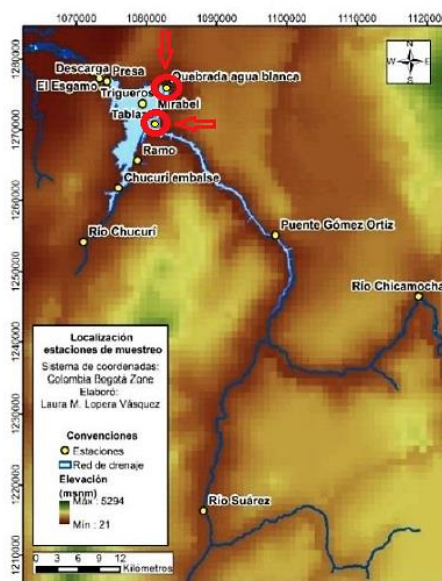 1070000 1080000 1090000 1100000 1110000 1120000
1280000
1270000
1260000
1250000
1240000
1230000
1220000
1210000
N
W E
S
Descarga Presa Quebrada agua blanca
El Esgamo Trigueros
Mirabel
Tablazo
Ramo
Chucurí embalse
Río Chucurí
Puente Gómez Ortiz
Río Chicamocha
Río Suárez
Localización
estaciones de muestreo
Sistema de coordenadas:
Colombia Bogotá Zone
Elaboró:
Laura M. Lopera Vásquez
Convenciones
Estaciones
Red de drenaje
Elevación
(msnm)
Máx : 5294
Mín : 21
0 3 6 12
Kilómetros